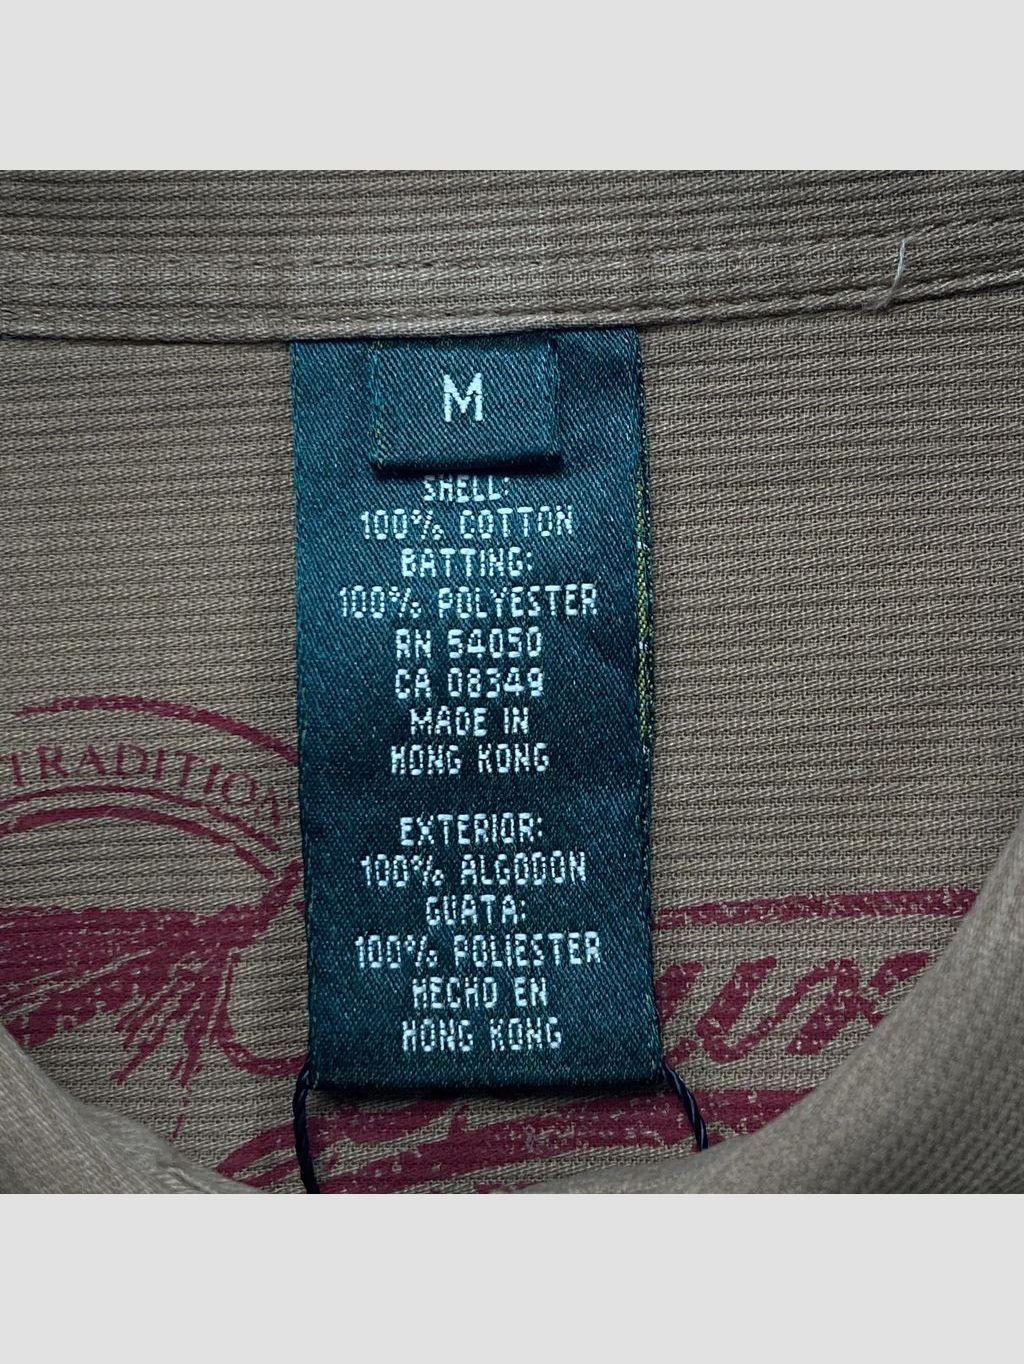 M
SHELL:
100% COTTON
BATTING:
100% POLYESTER
RN 54050
CA 08349
MADE IN
HONG KONG
EXTERIOR:
100% ALGODON
GUATA:
100% POLIESTER
HECHO EN
HONG KONG
TRADITION